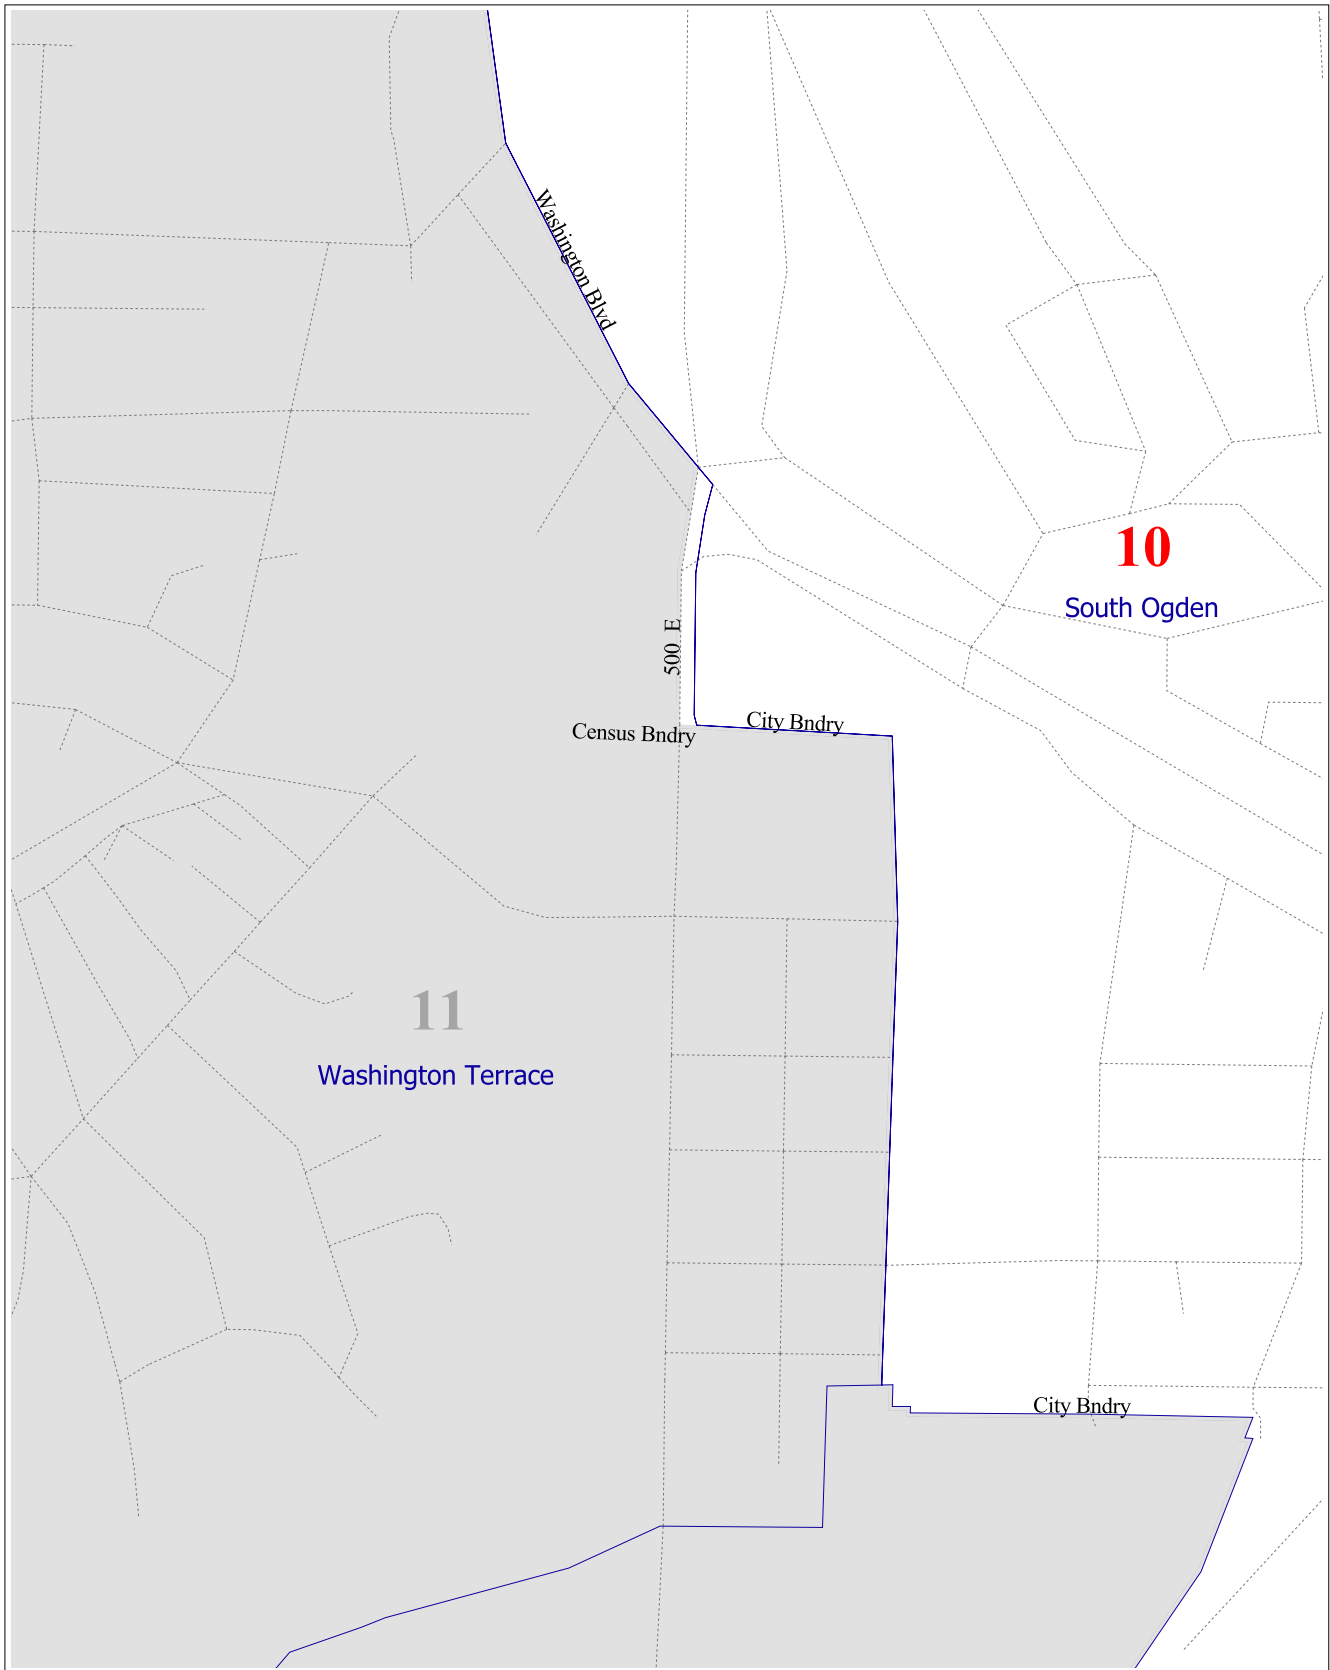 Washington Blvd
10
South Ogden
500 E
City Bndry
Census Bndry
11
Washington Terrace
City Bndry